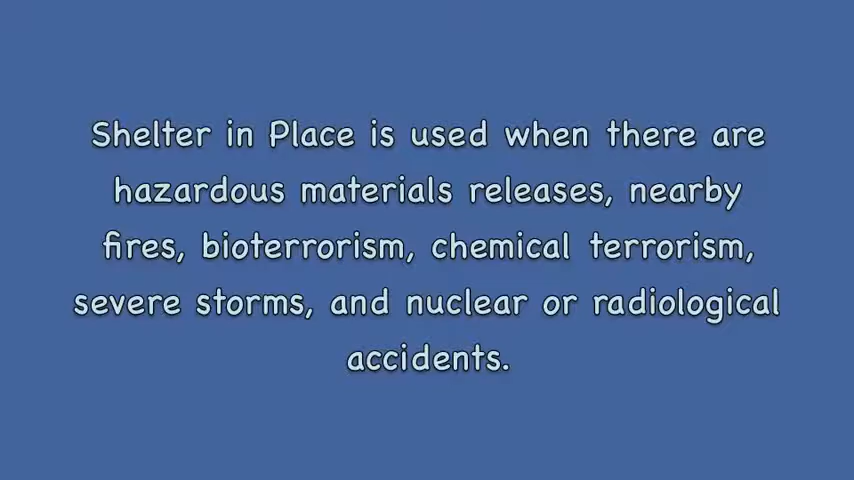 Shelter in Place is used when there are
hazardous materials releases, nearby
fires, bioterrorism, chemical terrorism,
severe storms, and nuclear or radiological
accidents.